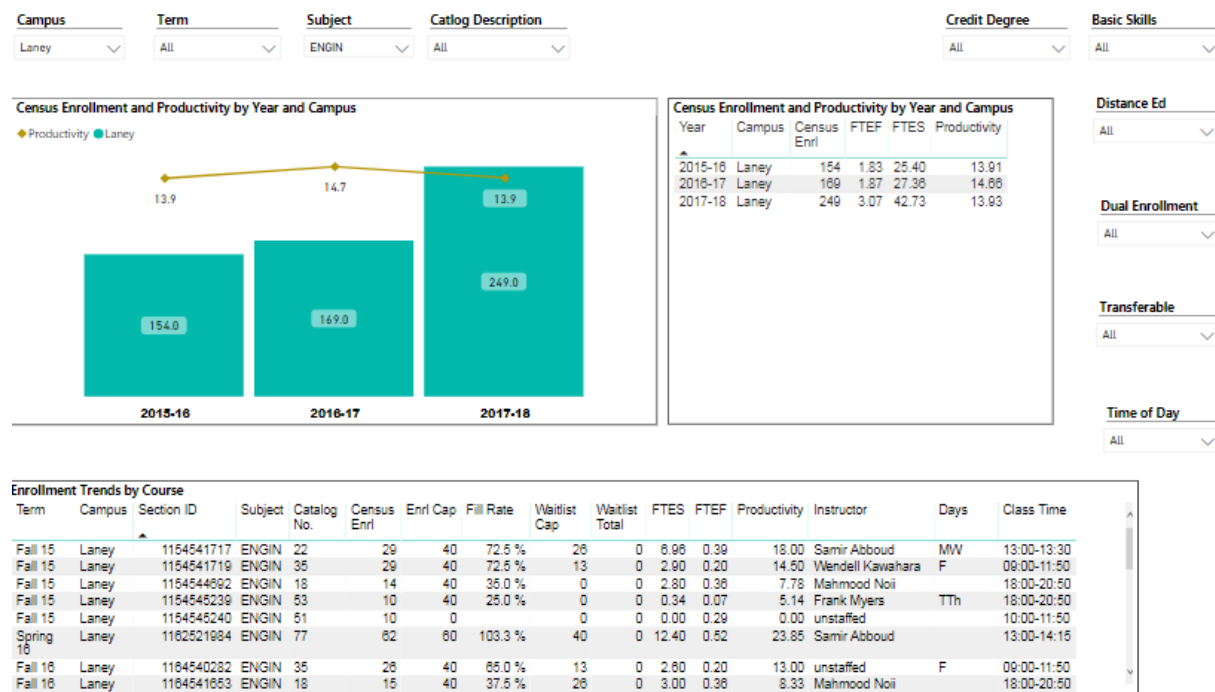 Campus Term Subject Catlog Description Credit Degree Basic Skills
Laney All ENGIN All All All
Census Enrollment and Productivity by Year and Campus
Productivity Laney
13.9
14.7
13.9
249.0
154.0
169.0
2015-16 2016-17 2017-18
Census Enrollment and Productivity by Year and Campus
Year Campus Census Enrl FTEF FTES Productivity
2015-16 Laney 154 1.83 25.40 13.91
2016-17 Laney 169 1.87 27.36 14.66
2017-18 Laney 249 3.07 42.73 13.93
Distance Ed
All
Dual Enrollment
All
Transferable
All
Time of Day
All
Enrollment Trends by Course
Term Campus Section ID Subject Catalog No. Census Enrl Enrl Cap Fill Rate Waitlist Cap Waitlist Total FTES FTEF Productivity Instructor Days Class Time
Fall 15 Laney 1154541717 ENGIN 22 29 40 72.5 % 26 0 6.96 0.39 18.00 Samir Abboud MW 13:00-13:30
Fall 15 Laney 1154541719 ENGIN 35 29 40 72.5 % 13 0 2.90 0.20 14.50 Wendell Kawahara F 09:00-11:50
Fall 15 Laney 1154544692 ENGIN 18 14 40 35.0 % 0 0 2.80 0.36 7.78 Mahmood Noii 18:00-20:50
Fall 15 Laney 1154545239 ENGIN 53 10 40 25.0 % 0 0 0.34 0.07 5.14 Frank Myers TTh 18:00-20:50
Fall 15 Laney 1154545240 ENGIN 51 10 0 0 0 0.00 0.29 0.00 unstaffed 10:00-11:50
Spring 16 Laney 1162521984 ENGIN 77 62 60 103.3 % 40 0 12.40 0.52 23.85 Samir Abboud 13:00-14:15
Fall 16 Laney 1164540282 ENGIN 35 26 40 65.0 % 13 0 2.60 0.20 13.00 unstaffed F 09:00-11:50
Fall 16 Laney 1164541653 ENGIN 18 15 40 37.5 % 26 0 3.00 0.36 8.33 Mahmood Noii 18:00-20:50